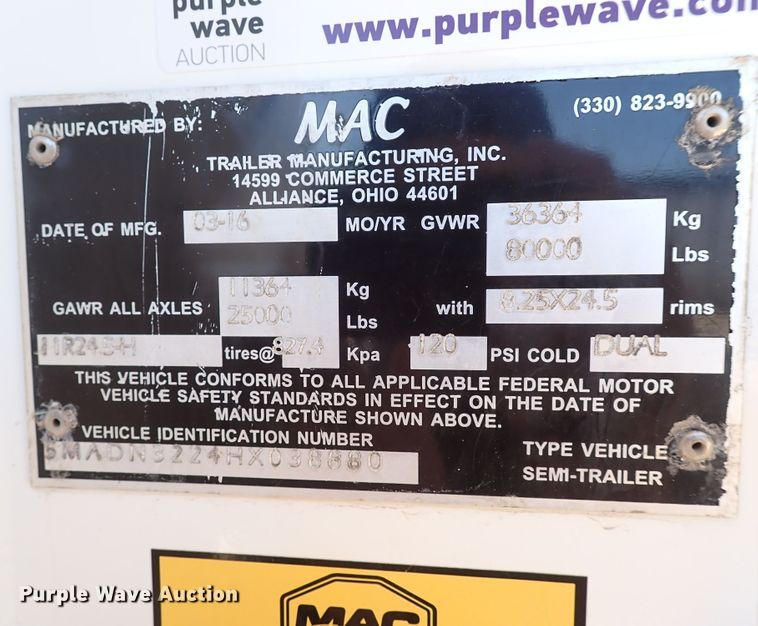 purple
wave
AUCTION
www.purplewave.com
MANUFACTURED BY:
MAC
(330) 823-9900
TRAILER MANUFACTURING, INC.
14599 COMMERCE STREET
ALLIANCE, OHIO 44601
DATE OF MFG. 03-16 MO/YR GVWR 36364 Kg
80000 Lbs
GAWR ALL AXLES 11364 Kg
25000 Lbs
with 8.25X24.5 rims
11R24.5-H tires@ 827.4 Kpa 120 PSI COLD DUAL
THIS VEHICLE CONFORMS TO ALL APPLICABLE FEDERAL MOTOR
VEHICLE SAFETY STANDARDS IN EFFECT ON THE DATE OF
MANUFACTURE SHOWN ABOVE.
VEHICLE IDENTIFICATION NUMBER
5MADN3224HX038880
TYPE VEHICLE
SEMI-TRAILER
Purple Wave Auction
MAC